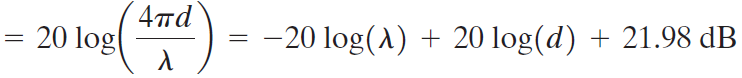 = 20 log(4πd/λ) = −20 log(λ) + 20 log(d) + 21.98 dB